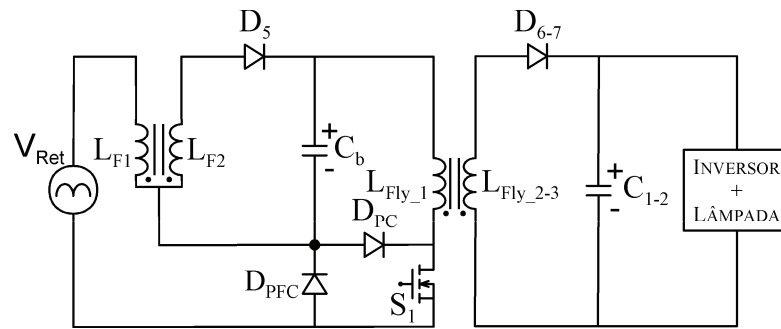 D5
D6-7
VRet
LF1
LF2
+
Cb
-
LFly_1
LFly_2-3
+
C1-2
-
INVERSOR
+
LÂMPADA
DPC
DPFC
S1